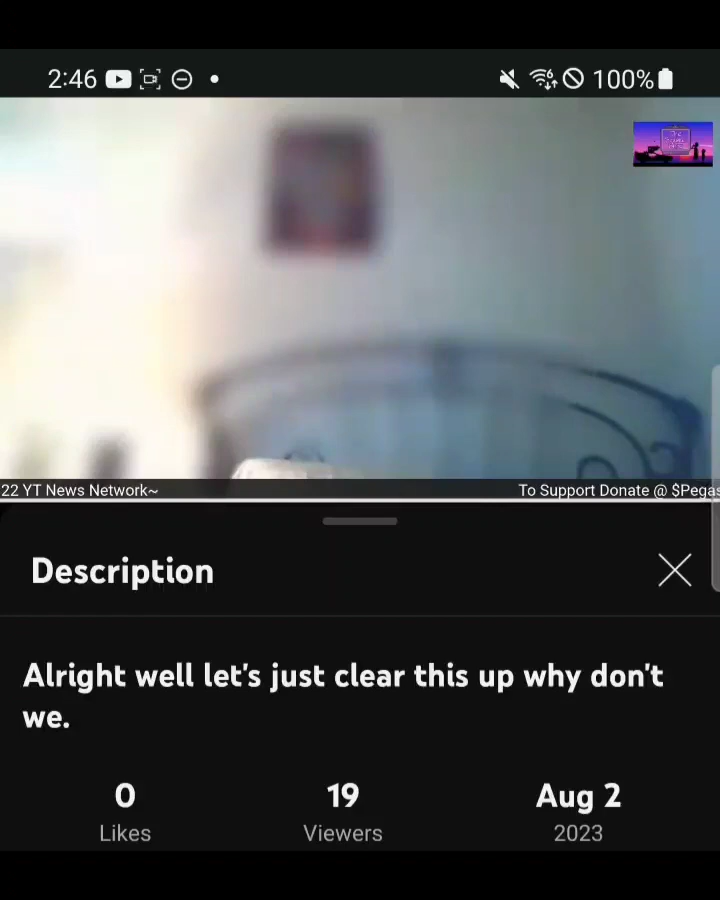 2:46 100%
22 YT News Network~ To Support Donate @ $Pegas
Description
Alright well let's just clear this up why don't
we.
0 19 Aug 2
Likes Viewers 2023